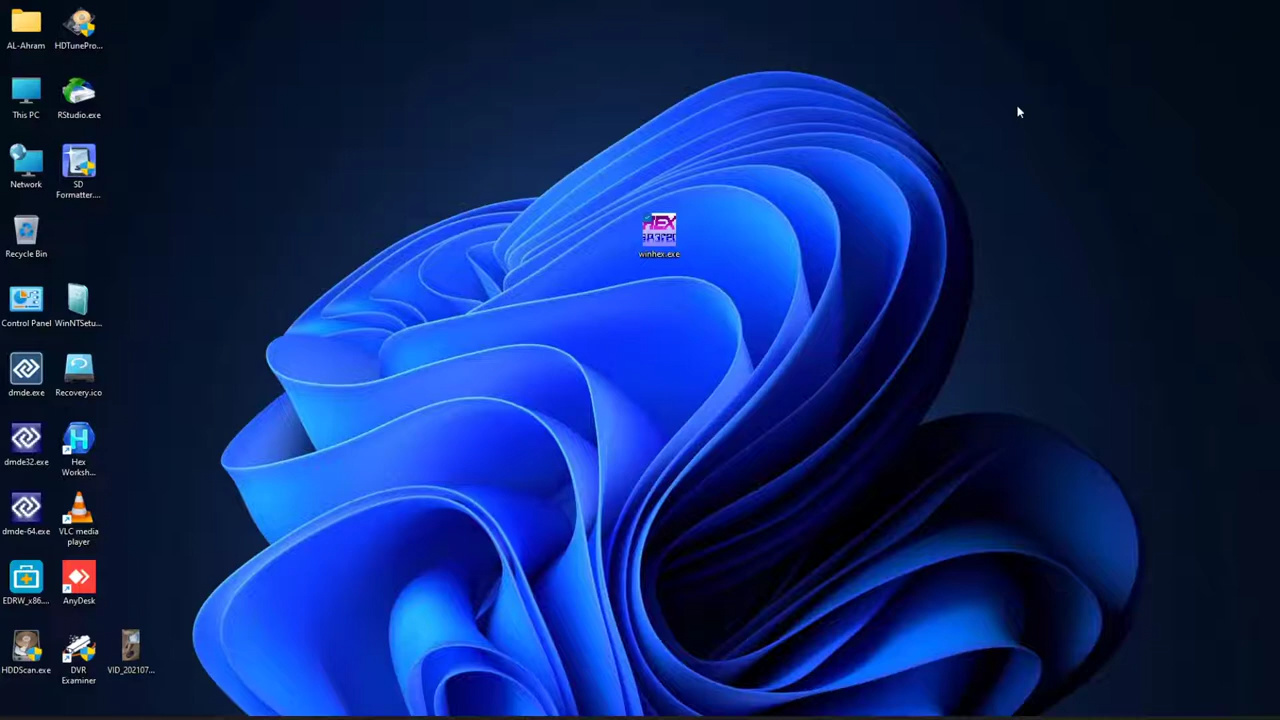 AL-Ahram
HDTunePro...
This PC
RStudio.exe
Network
SD
Formatter....
Recycle Bin
Control Panel
WinNTSetu...
dmde.exe
Recovery.ico
dmde32.exe
Hex
Worksh...
dmde-64.exe
VLC media
player
EDRW_x86....
AnyDesk
HDDScan.exe
DVR
Examiner
VID_202107...
HEX
winhex.exe